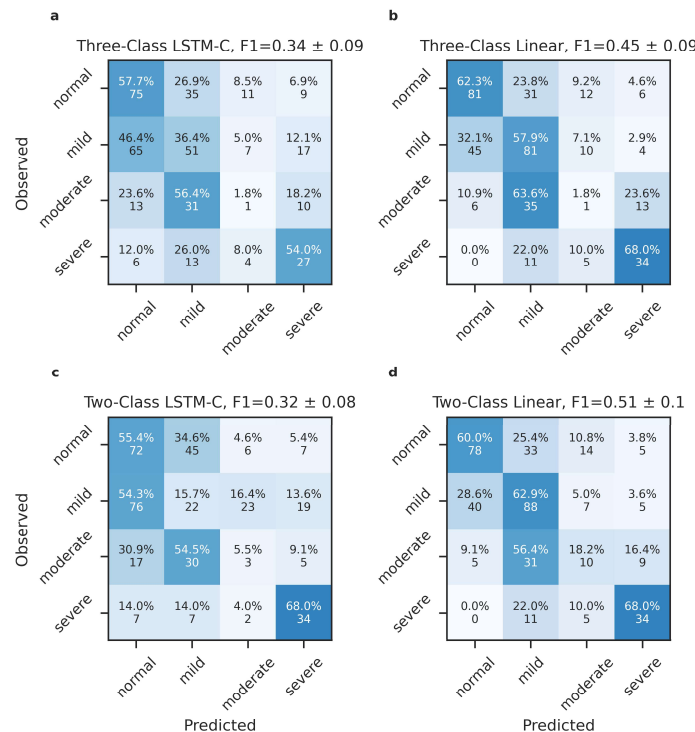 a
Three-Class LSTM-C, F1=0.34 ± 0.09
Observed
normal
57.7% 26.9% 8.5% 6.9%
75 35 11 9
mild
46.4% 36.4% 5.0% 12.1%
65 51 7 17
moderate
23.6% 56.4% 1.8% 18.2%
13 31 1 10
severe
12.0% 26.0% 8.0% 54.0%
6 13 4 27
normal mild moderate severe
b
Three-Class Linear, F1=0.45 ± 0.09
normal
62.3% 23.8% 9.2% 4.6%
81 31 12 6
mild
32.1% 57.9% 7.1% 2.9%
45 81 10 4
moderate
10.9% 63.6% 1.8% 23.6%
6 35 1 13
severe
0.0% 22.0% 10.0% 68.0%
0 11 5 34
normal mild moderate severe
c
Two-Class LSTM-C, F1=0.32 ± 0.08
Observed
normal
55.4% 34.6% 4.6% 5.4%
72 45 6 7
mild
54.3% 15.7% 16.4% 13.6%
76 22 23 19
moderate
30.9% 54.5% 5.5% 9.1%
17 30 3 5
severe
14.0% 14.0% 4.0% 68.0%
7 7 2 34
normal mild moderate severe
Predicted
d
Two-Class Linear, F1=0.51 ± 0.1
normal
60.0% 25.4% 10.8% 3.8%
78 33 14 5
mild
28.6% 62.9% 5.0% 3.6%
40 88 7 5
moderate
9.1% 56.4% 18.2% 16.4%
5 31 10 9
severe
0.0% 22.0% 10.0% 68.0%
0 11 5 34
normal mild moderate severe
Predicted